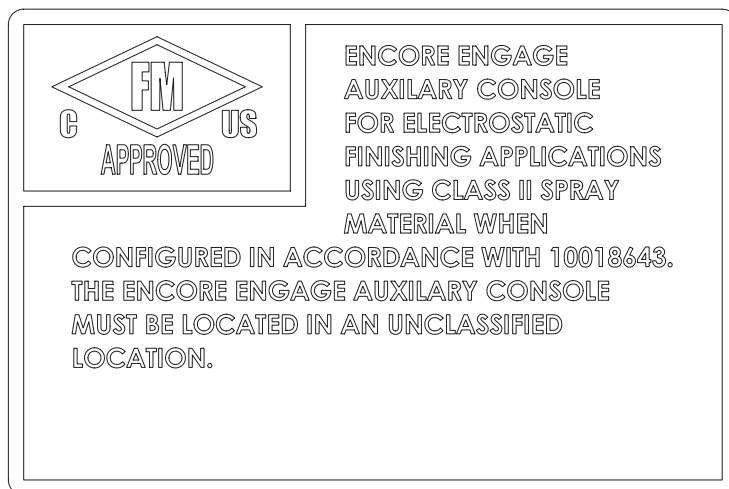 FM
C US
APPROVED
ENCORE ENGAGE
AUXILARY CONSOLE
FOR ELECTROSTATIC
FINISHING APPLICATIONS
USING CLASS II SPRAY
MATERIAL WHEN
CONFIGURED IN ACCORDANCE WITH 10018643.
THE ENCORE ENGAGE AUXILARY CONSOLE
MUST BE LOCATED IN AN UNCLASSIFIED
LOCATION.